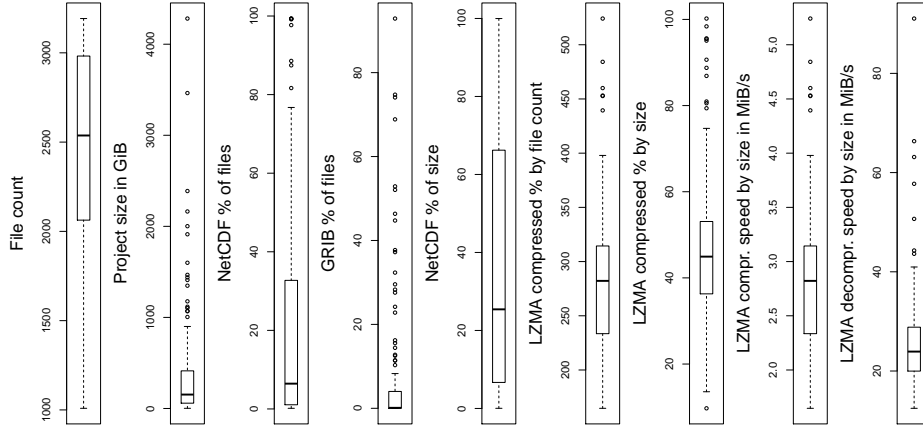 File count
1000 1500 2000 2500 3000
Project size in GiB
0 1000 3000 4000
NetCDF % of files
0 20 40 60 80 100
GRIB % of files
0 20 40 60 80
NetCDF % of size
0 20 40 60 80 100
LZMA compressed % by file count
200 250 300 350 400 450 500
LZMA compressed % by size
20 40 60 80 100
LZMA compr. speed by size in MiB/s
2.0 2.5 3.0 3.5 4.0 4.5 5.0
LZMA decompr. speed by size in MiB/s
20 40 60 80